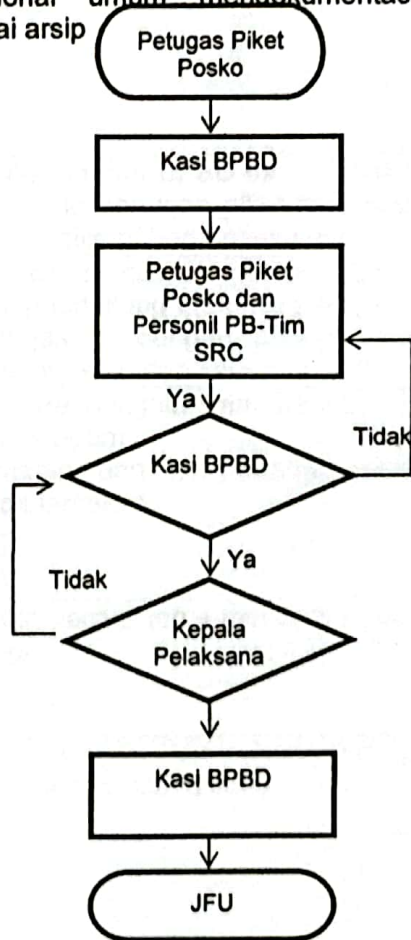 umum
ai arsip
Petugas Piket
Posko
Kasi BPBD
Petugas Piket
Posko dan
Personil PB-Tim
SRC
Ya
Kasi BPBD
Tidak
Ya
Tidak
Kepala
Pelaksana
Kasi BPBD
JFU